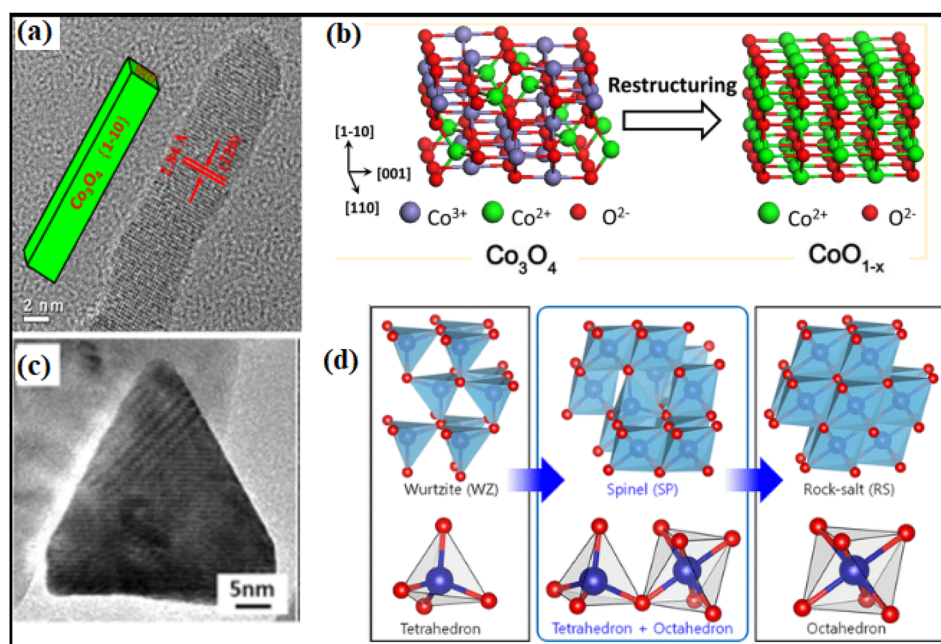 (a)
Co3O4 {1-10}
2.84 Å
2 nm
(b)
Restructuring
[1-10]
[001]
[110]
Co3+ Co2+ O2-
Co2+ O2-
Co3O4
CoO1-x
(c)
5nm
(d)
Wurtzite (WZ)
Spinel (SP)
Rock-salt (RS)
Tetrahedron
Tetrahedron + Octahedron
Octahedron